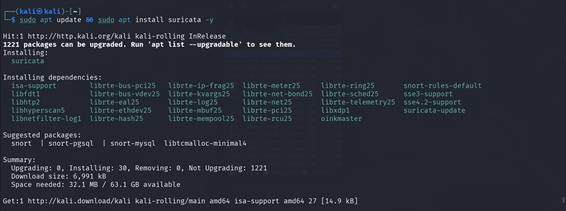 ┌──(kali㉿kali)-[~]
└─$ sudo apt update && sudo apt install suricata -y
Hit:1 http://http.kali.org/kali kali-rolling InRelease
1221 packages can be upgraded. Run 'apt list --upgradable' to see them.
Installing:
suricata
Installing dependencies:
isa-support librte-bus-pci25 librte-ip-frag25 librte-meter25 librte-ring25 snort-rules-default
libfdt1 librte-bus-vdev25 librte-kvargs25 librte-net-bond25 librte-sched25 sse3-support
libhtp2 librte-eal25 librte-log25 librte-net25 librte-telemetry25 sse4.2-support
libhyperscan5 librte-ethdev25 librte-mbuf25 librte-pci25 libxdp1 suricata-update
libnetfilter-log1 librte-hash25 librte-mempool25 librte-rcu25 oinkmaster
Suggested packages:
snort | snort-pgsql | snort-mysql libtcmalloc-minimal4
Summary:
Upgrading: 0, Installing: 30, Removing: 0, Not Upgrading: 1221
Download size: 6,991 kB
Space needed: 32.1 MB / 63.1 GB available
Get:1 http://kali.download/kali kali-rolling/main amd64 isa-support amd64 27 [14.9 kB]